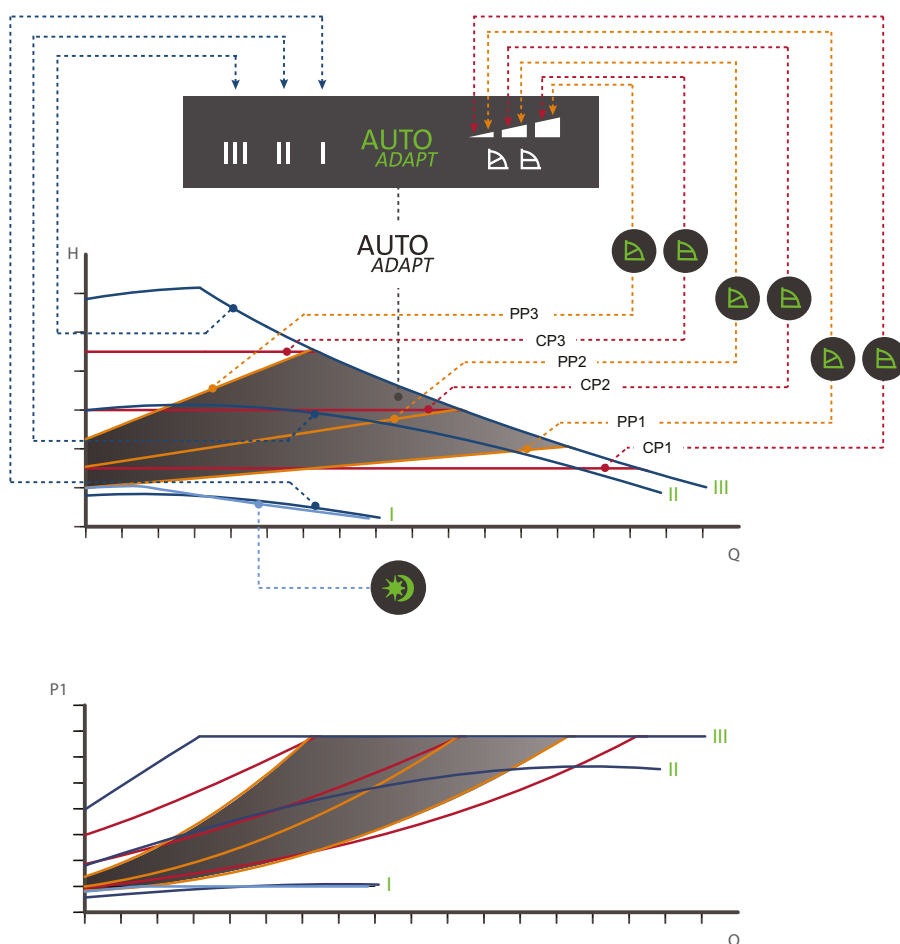 III II I AUTO
ADAPT
AUTO
ADAPT
H
PP3
CP3
PP2
CP2
PP1
CP1
III
II
I
Q
P1
III
II
I
Q